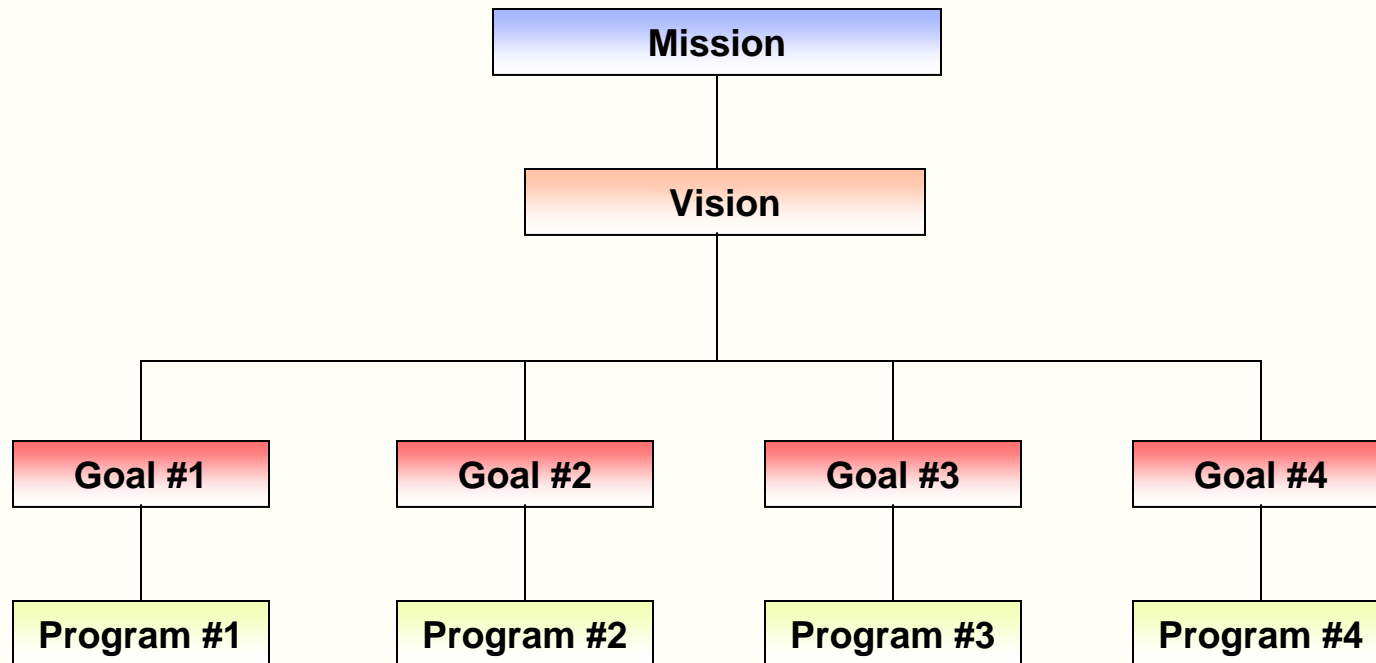 Mission
Vision
Goal #1
Goal #2
Goal #3
Goal #4
Program #1
Program #2
Program #3
Program #4